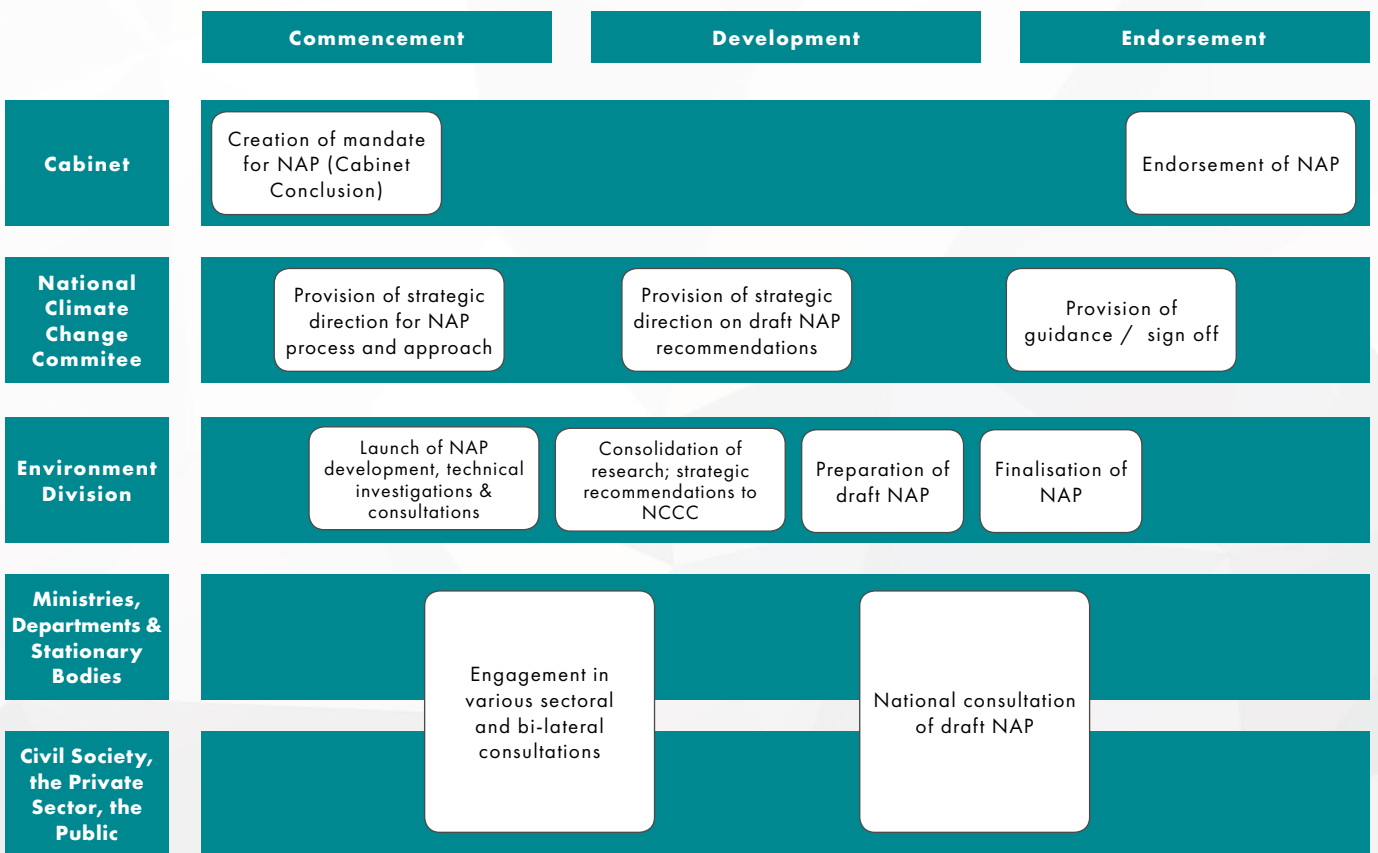 Commencement
Development
Endorsement
Cabinet
Creation of mandate
for NAP (Cabinet
Conclusion)
Endorsement of NAP
National
Climate
Change
Commitee
Provision of strategic
direction for NAP
process and approach
Provision of strategic
direction on draft NAP
recommendations
Provision of
guidance / sign off
Environment
Division
Launch of NAP
development, technical
investigations &
consultations
Consolidation of
research; strategic
recommendations to
NCCC
Preparation of
draft NAP
Finalisation of
NAP
Ministries,
Departments &
Stationary
Bodies
Engagement in
various sectoral
and bi-lateral
consultations
National consultation
of draft NAP
Civil Society,
the Private
Sector, the
Public